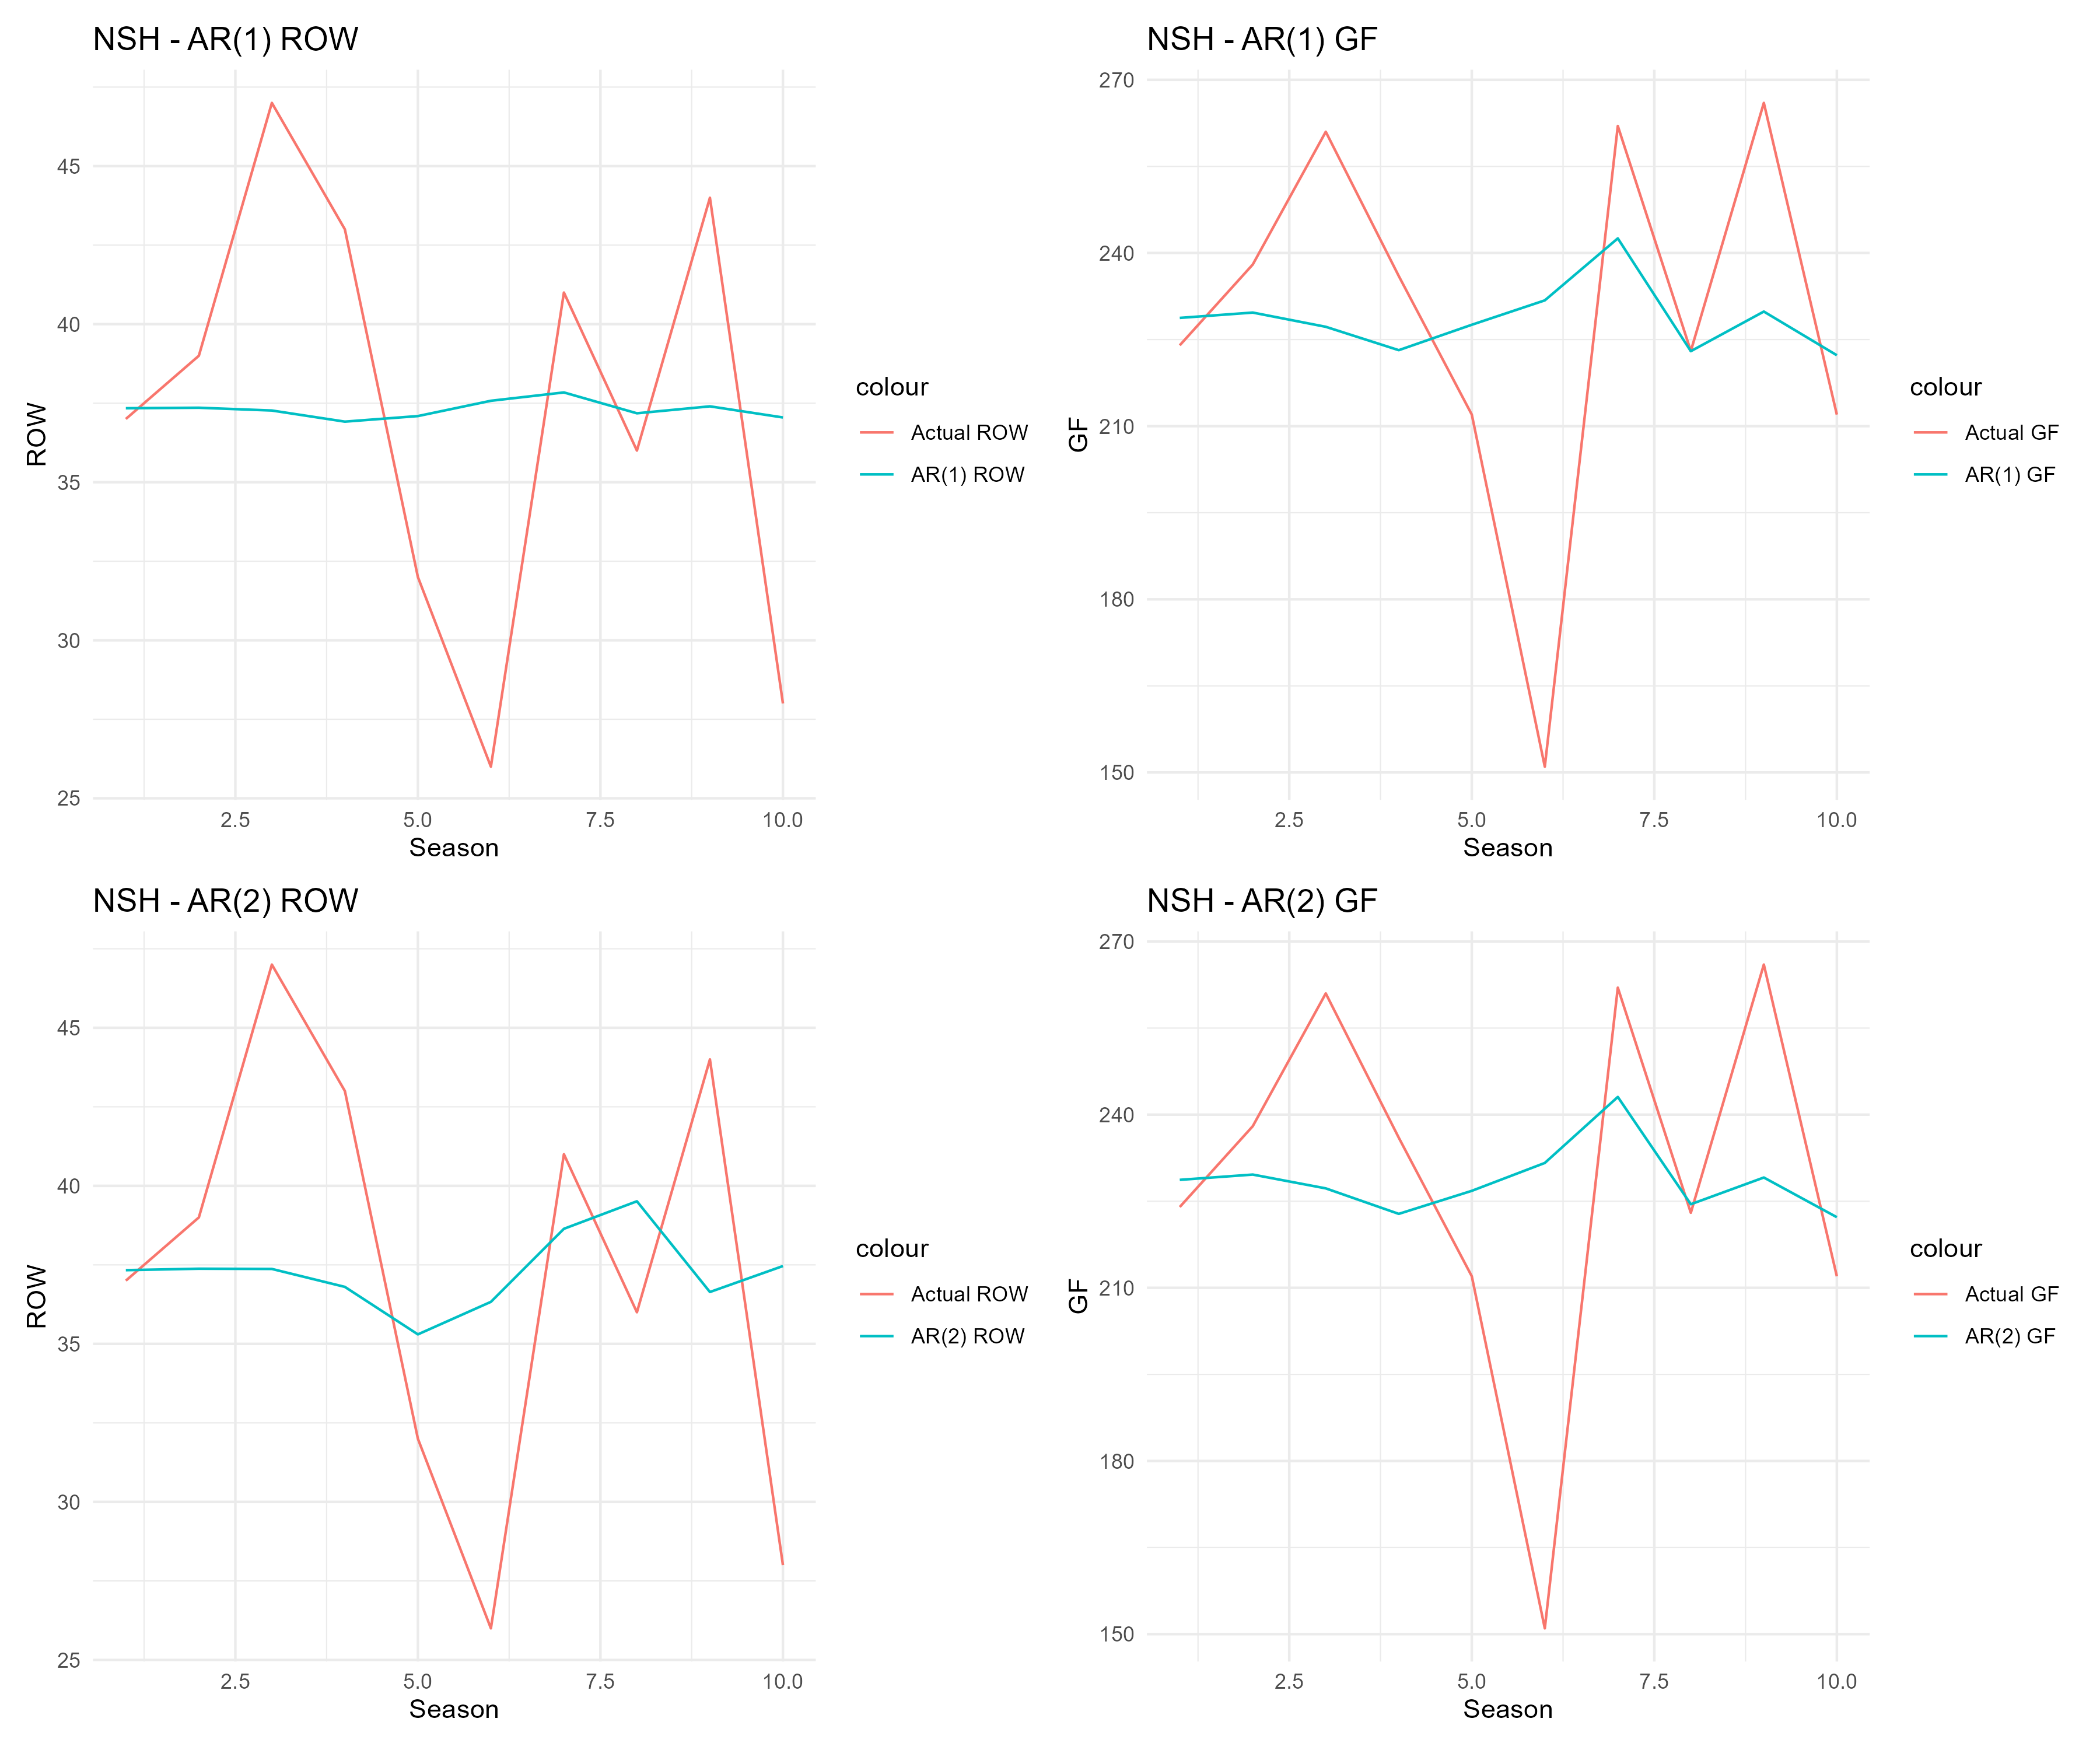 NSH - AR(1) ROW
45
40
35
30
25
ROW
2.5 5.0 7.5 10.0
Season
colour
Actual ROW
AR(1) ROW
NSH - AR(1) GF
270
240
210
180
150
GF
2.5 5.0 7.5 10.0
Season
colour
Actual GF
AR(1) GF
NSH - AR(2) ROW
45
40
35
30
25
ROW
2.5 5.0 7.5 10.0
Season
colour
Actual ROW
AR(2) ROW
NSH - AR(2) GF
270
240
210
180
150
GF
2.5 5.0 7.5 10.0
Season
colour
Actual GF
AR(2) GF